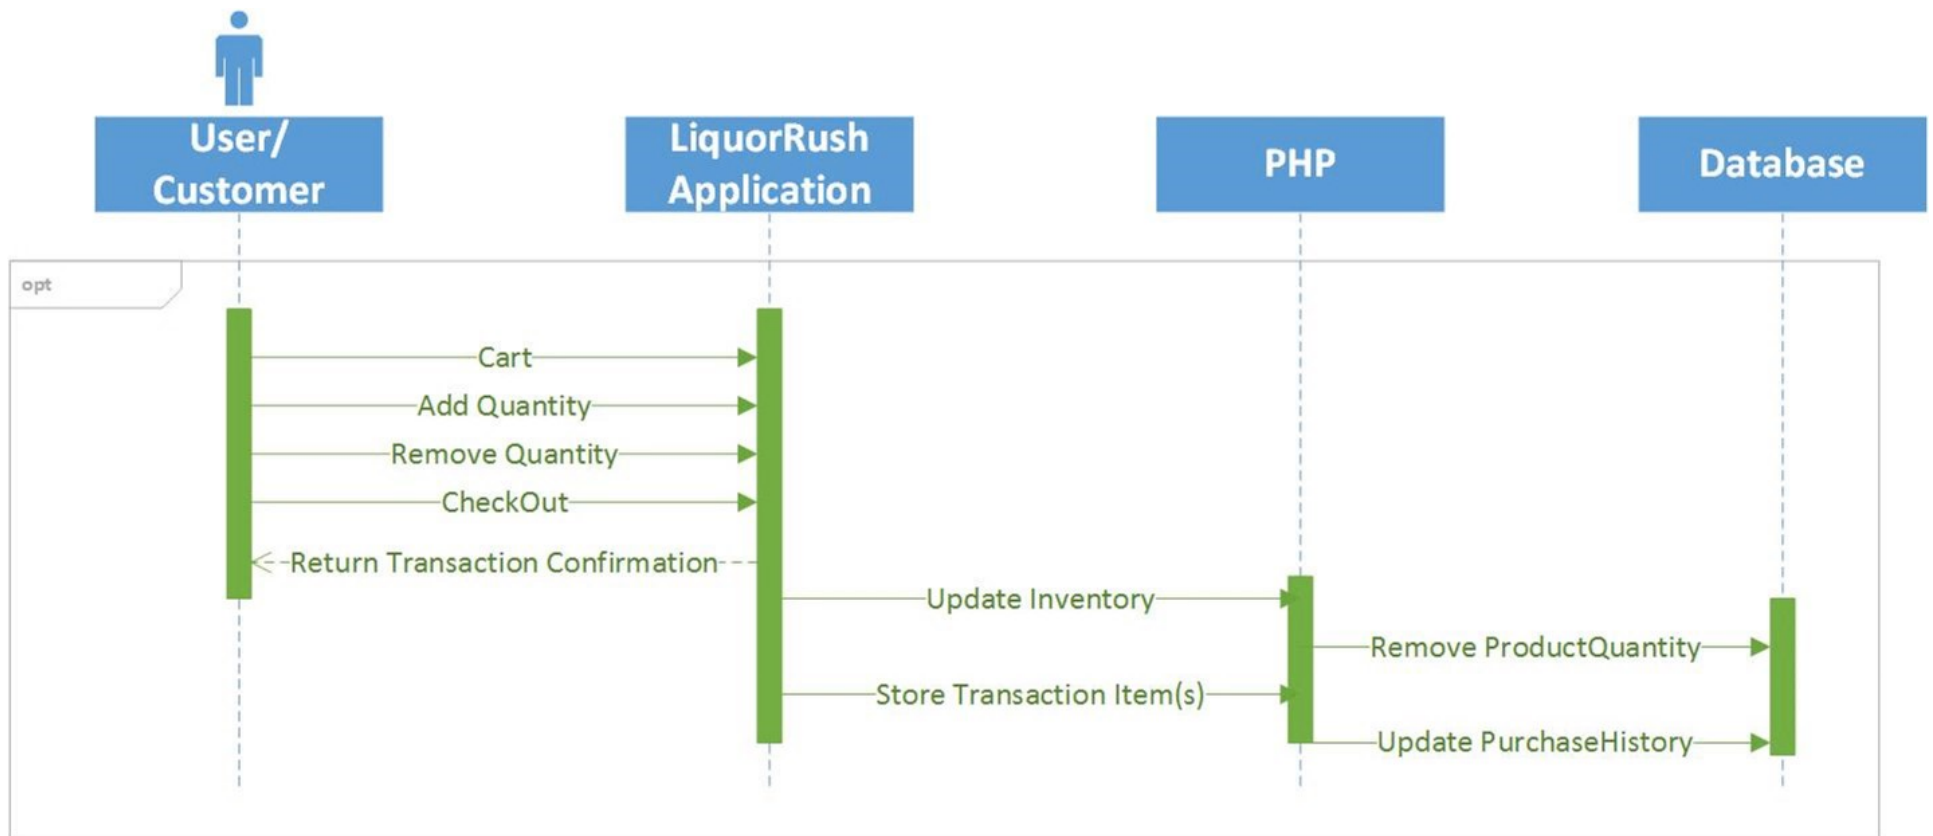 User/
Customer
LiquorRush
Application
PHP
Database
opt
Cart
Add Quantity
Remove Quantity
CheckOut
Return Transaction Confirmation
Update Inventory
Remove ProductQuantity
Store Transaction Item(s)
Update PurchaseHistory